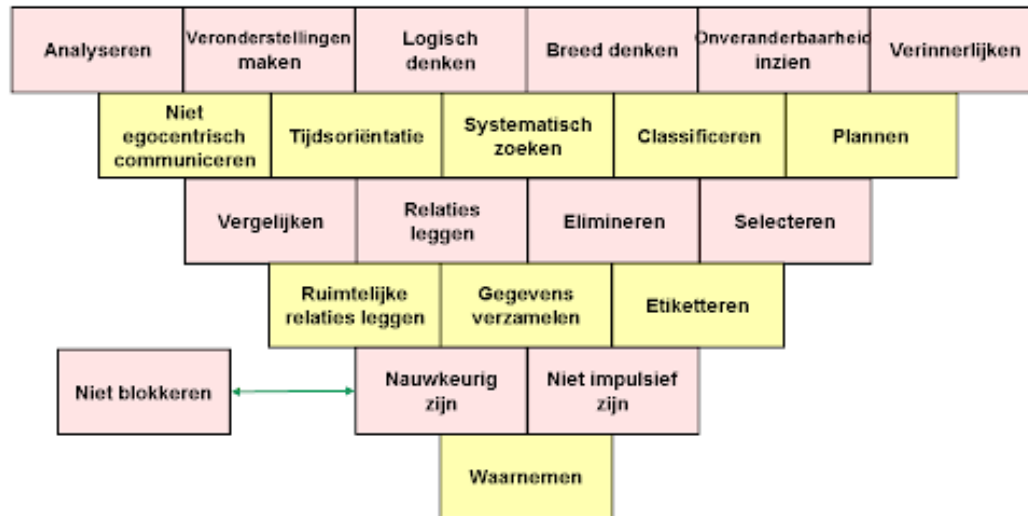 Analyseren
Veronderstellingen
maken
Logisch
denken
Breed denken
Onveranderbaarheid
inzien
Verinnerlijken
Niet
egocentrisch
communiceren
Tijdsoriëntatie
Systematisch
zoeken
Classificeren
Plannen
Vergelijken
Relaties
leggen
Elimineren
Selecteren
Ruimtelijke
relaties leggen
Gegevens
verzamelen
Etiketteren
Niet blokkeren
Nauwkeurig
zijn
Niet impulsief
zijn
Waarnemen